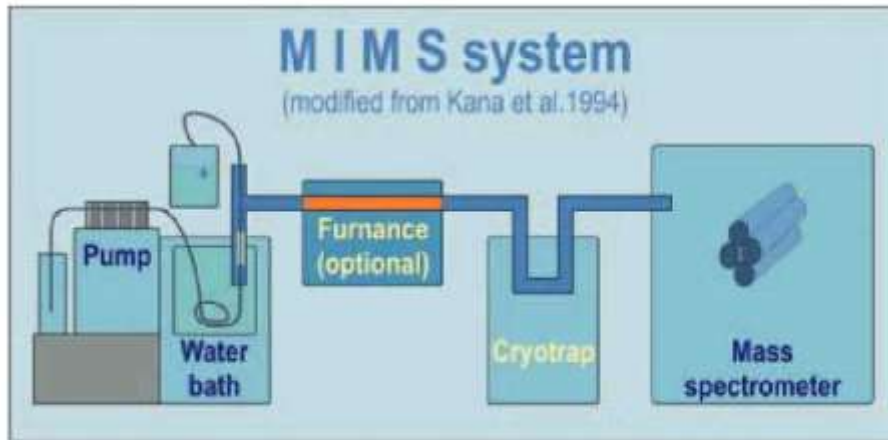 M I M S system
(modified from Kana et al.1994)
Pump
Water
bath
Furnance
(optional)
Cryotrap
Mass
spectrometer